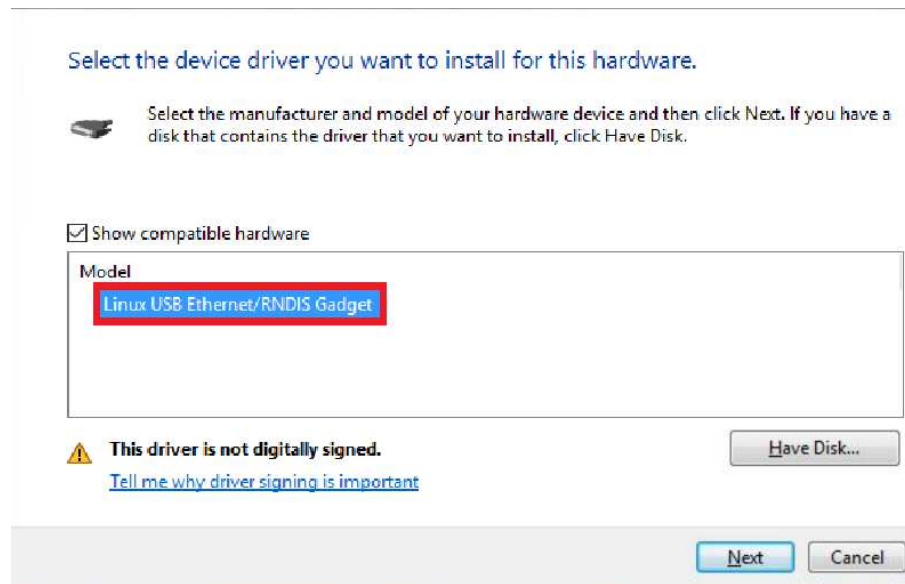 Select the device driver you want to install for this hardware.
Select the manufacturer and model of your hardware device and then click Next. If you have a
disk that contains the driver that you want to install, click Have Disk.
Show compatible hardware
Model
Linux USB Ethernet/RNDIS Gadget
This driver is not digitally signed.
Have Disk...
Tell me why driver signing is important
Next
Cancel